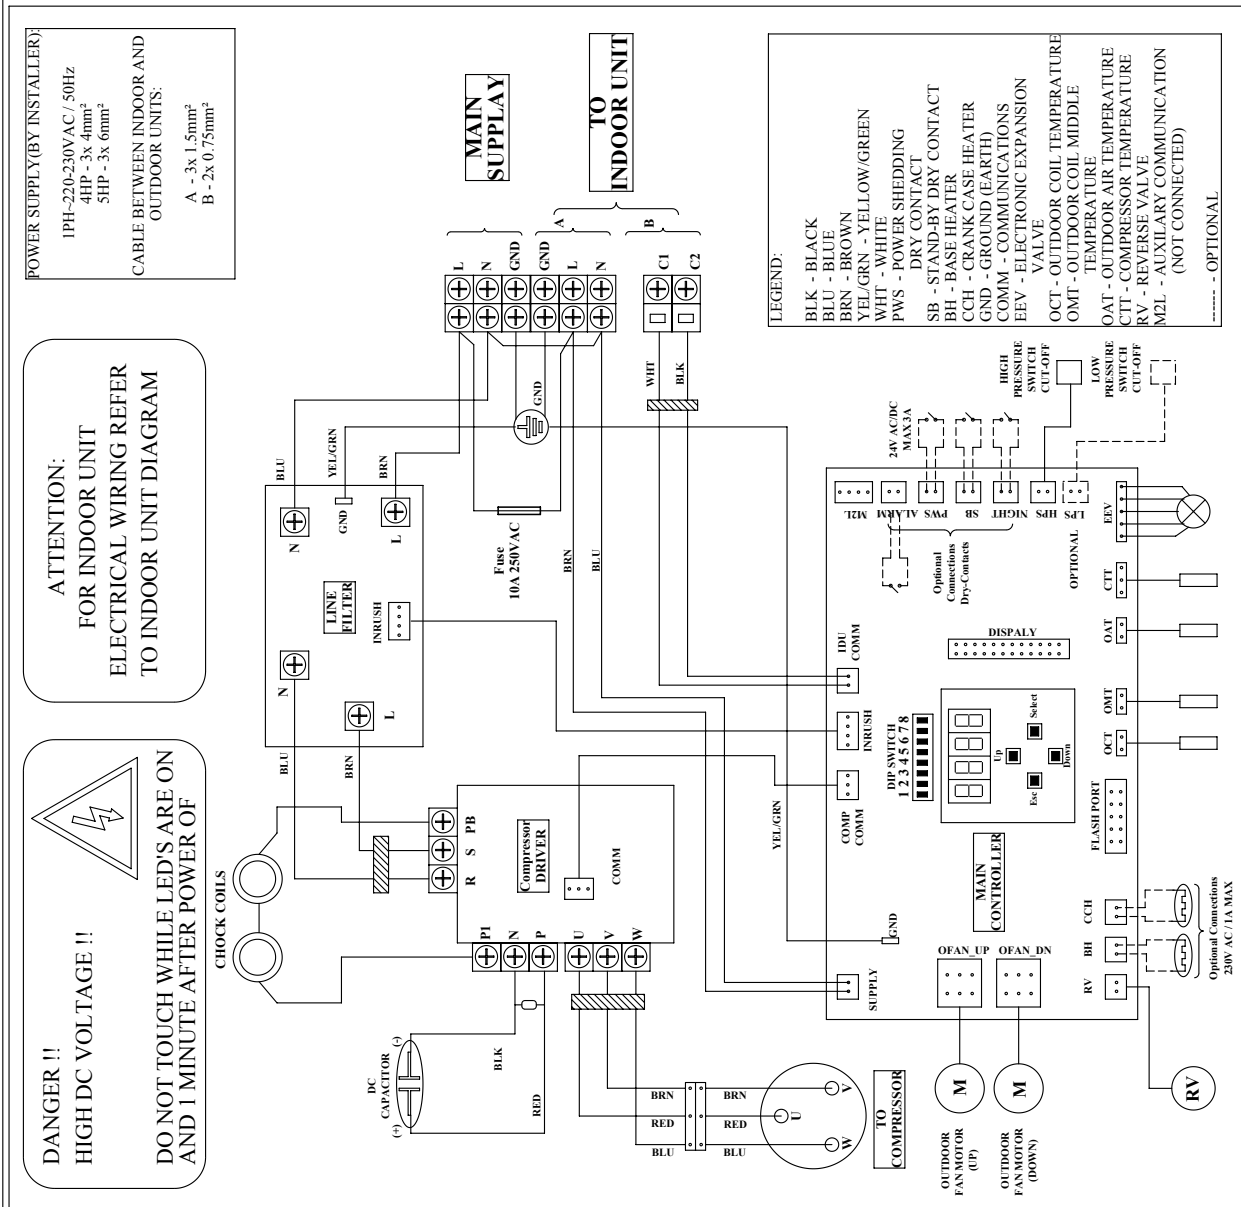 DANGER !!
HIGH DC VOLTAGE !!
DO NOT TOUCH WHILE LED'S ARE ON
AND 1 MINUTE AFTER POWER OF
ATTENTION:
FOR INDOOR UNIT
ELECTRICAL WIRING REFER
TO INDOOR UNIT DIAGRAM
POWER SUPPLY(BY INSTALLER):
1PH~220-230VAC / 50Hz
4HP - 3x 4mm²
5HP - 3x 6mm²
CABLE BETWEEN INDOOR AND
OUTDOOR UNITS:
A - 3x 1.5mm²
B - 2x 0.75mm²
CHOCK COILS
DC
CAPACITOR
(+)
(-)
BLK
RED
P1
N
P
U
V
W
R
S
PB
Compressor
DRIVER
COMM
BLU
BRN
N
L
LINE
FILTER
INRUSH
N
GND
L
BLU
YEL/GRN
BRN
Fuse
10A 250VAC
BRN
BLU
GND
L
N
GND
GND
L
N
C1
C2
A
B
MAIN
SUPPLAY
TO
INDOOR UNIT
WHT
BLK
BLU
RED
BRN
BLU
RED
BRN
W
U
V
TO
COMPRESSOR
YEL/GRN
SUPPLY
GND
COMP
COMM
INRUSH
IDU
COMM
DIP SWITCH
1 2 3 4 5 6 7 8
Up
Esc
Select
Down
DISPALY
MAIN
CONTROLLER
OFAN_UP
OFAN_DN
M
M
OUTDOOR
FAN MOTOR
(UP)
OUTDOOR
FAN MOTOR
(DOWN)
RV
BH
CCH
FLASH PORT
OCT
OMT
OAT
CTT
EEV
RV
Optional Connections
230V AC / 1A MAX
M2L
ALARM
PWS
SB
NIGHT
HPS
LPS
Optional
Connections
Dry-Contacts
OPTIONAL
24V AC/DC
MAX 3A
HIGH
PRESSURE
SWITCH
CUT-OFF
LOW
PRESSURE
SWITCH
CUT-OFF
LEGEND:
BLK - BLACK
BLU - BLUE
BRN - BROWN
YEL/GRN - YELLOW/GREEN
WHT - WHITE
PWS - POWER SHEDDING
DRY CONTACT
SB - STAND-BY DRY CONTACT
BH - BASE HEATER
CCH - CRANK CASE HEATER
GND - GROUND (EARTH)
COMM - COMMUNICATIONS
EEV - ELECTRONIC EXPANSION
VALVE
OCT - OUTDOOR COIL TEMPERATURE
OMT - OUTDOOR COIL MIDDLE
TEMPERATURE
OAT - OUTDOOR AIR TEMPERATURE
CTT - COMPRESSOR TEMPERATURE
RV - REVERSE VALVE
M2L - AUXILARY COMMUNICATION
(NOT CONNECTED)
----- - OPTIONAL